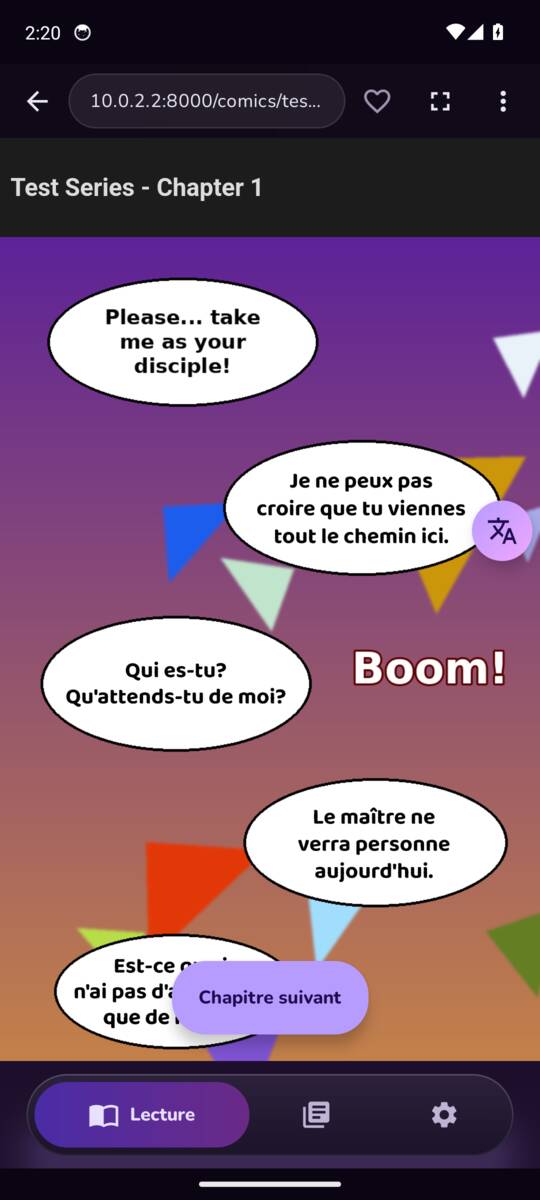 2:20
10.0.2.2:8000/comics/tes...
Test Series - Chapter 1
Please... take
me as your
disciple!
Je ne peux pas
croire que tu viennes
tout le chemin ici.
Qui es-tu?
Qu'attends-tu de moi?
Boom!
Le maître ne
verra personne
aujourd'hui.
Est-ce
n'ai pas
que de
Chapitre suivant
Lecture